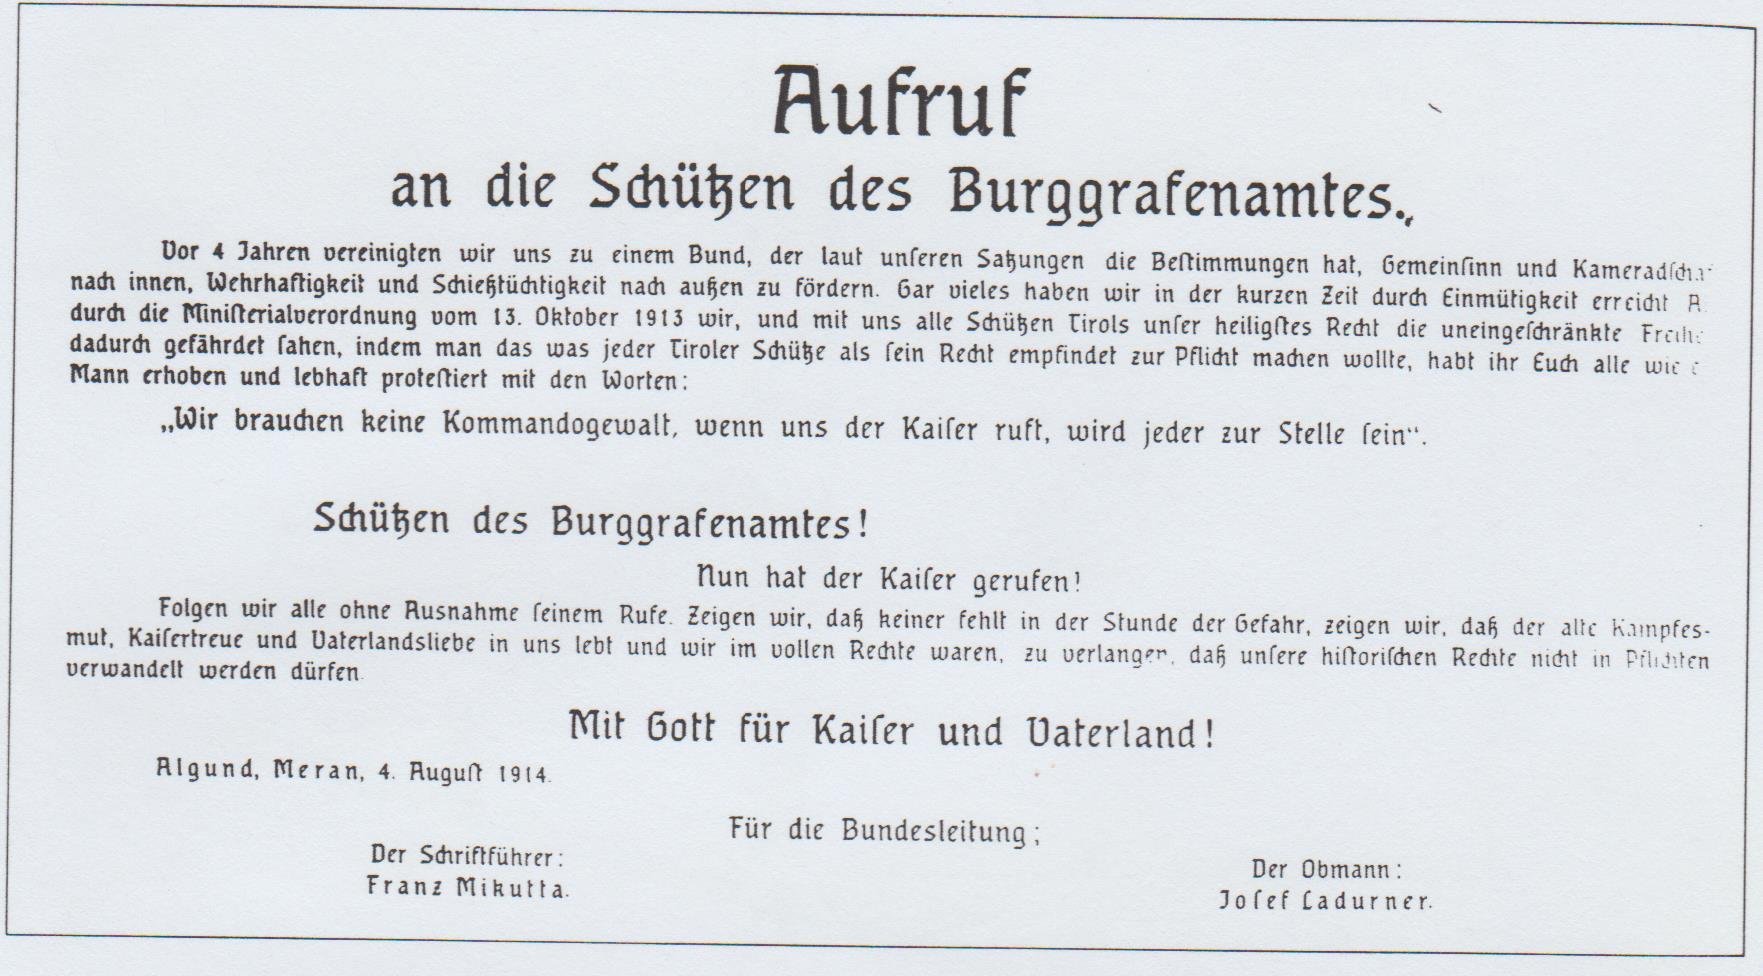 Aufruf
an die Schützen des Burggrafenamtes.
Vor 4 Jahren vereinigten wir uns zu einem Bund, der laut unſeren Satzungen die Beſtimmungen hat, Gemeinſinn und
nach innen, Wehrhaftigkeit und Schießtüchtigkeit nach außen zu fördern. Gar vieles haben wir in der kurzen Zeit durch Einmütigkeit erreicht
durch die Miniſterialverordnung vom 13. Oktober 1913 wir, und mit uns alle Schützen Tirols unſer heiligſtes Recht die uneingeſchränkte
dadurch gefährdet ſahen, indem man das was jeder Tiroler Schütze als ſein Recht empfindet zur Pflicht machen wollte, habt ihr Euch alle wie
Mann erhoben und lebhaft proteſtiert mit den Worten:
„Wir brauchen keine Kommandogewalt, wenn uns der Kaiſer ruft, wird jeder zur Stelle ſein“.
Schützen des Burggrafenamtes!
Nun hat der Kaiſer gerufen!
Folgen wir alle ohne Ausnahme ſeinem Rufe. Zeigen wir, daß keiner fehlt in der Stunde der Gefahr, zeigen wir, daß der alte Kampfes-
mut, Kaiſertreue und Vaterlandsliebe in uns lebt und wir im vollen Rechte waren, zu verlangen, daß unſere hiſtoriſchen Rechte nicht in Pflichten
verwandelt werden dürfen.
Mit Gott für Kaiſer und Vaterland!
Algund, Meran, 4. Auguſt 1914.
Für die Bundesleitung;
Der Schriftführer:
Franz Mikutta.
Der Obmann:
Joſef Ladurner.